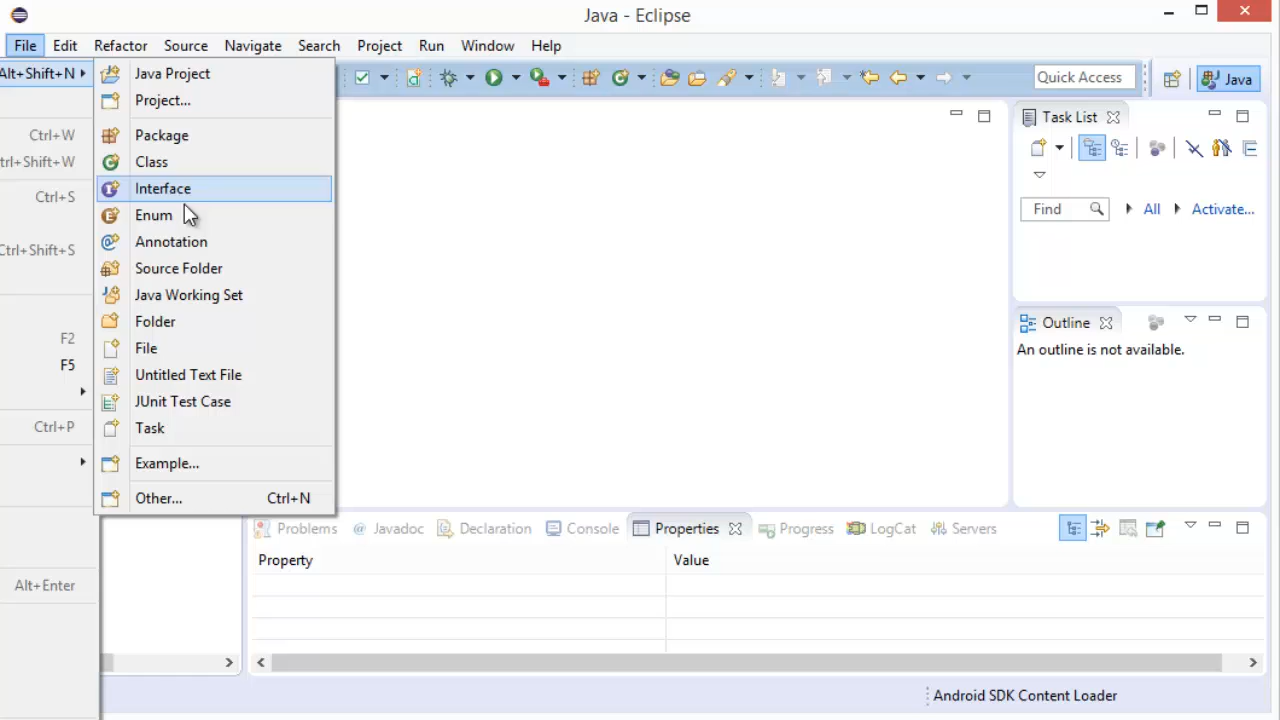 Java - Eclipse
File Edit Refactor Source Navigate Search Project Run Window Help
Alt+Shift+N
Java Project
Project...
Package
Class
Interface
Enum
Annotation
Source Folder
Java Working Set
Folder
File
Untitled Text File
JUnit Test Case
Task
Example...
Other... Ctrl+N
Ctrl+W
trl+Shift+W
Ctrl+S
Ctrl+Shift+S
F2
F5
Ctrl+P
Alt+Enter
Quick Access
Java
Task List
Find
All
Activate...
Outline
An outline is not available.
Problems @ Javadoc Declaration Console Properties Progress LogCat Servers
Property Value
Android SDK Content Loader